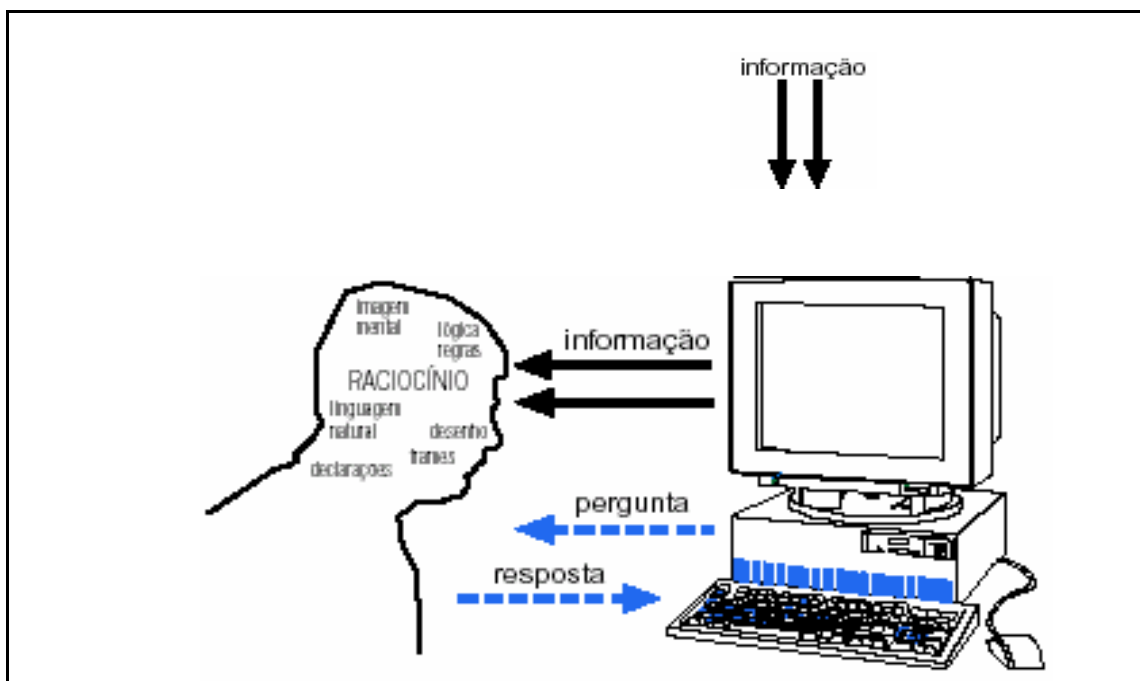 informação
imagem
mental
lógica
regras
informação
RACIOCÍNIO
linguagem
natural
desenho
frames
declarações
pergunta
resposta